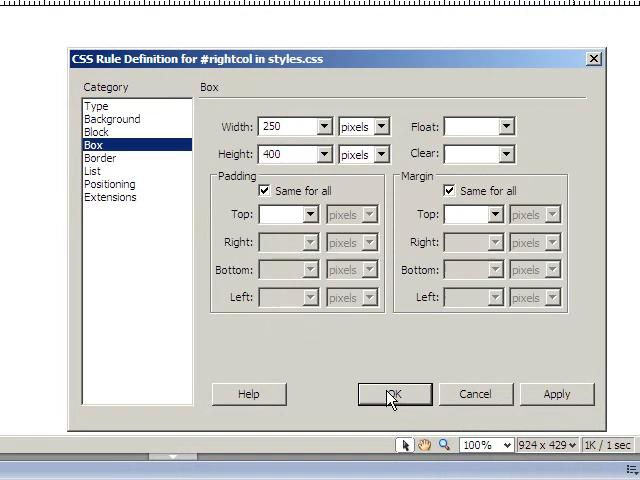 CSS Rule Definition for #rightcol in styles.css
Category
Box
Type
Background
Block
Box
Border
List
Positioning
Extensions
Width: 250 pixels Float:
Height: 400 pixels Clear:
Padding Margin
Same for all Same for all
Top: pixels Top: pixels
Right: pixels Right: pixels
Bottom: pixels Bottom: pixels
Left: pixels Left: pixels
Help OK Cancel Apply
100% 924 x 429 1K / 1 sec